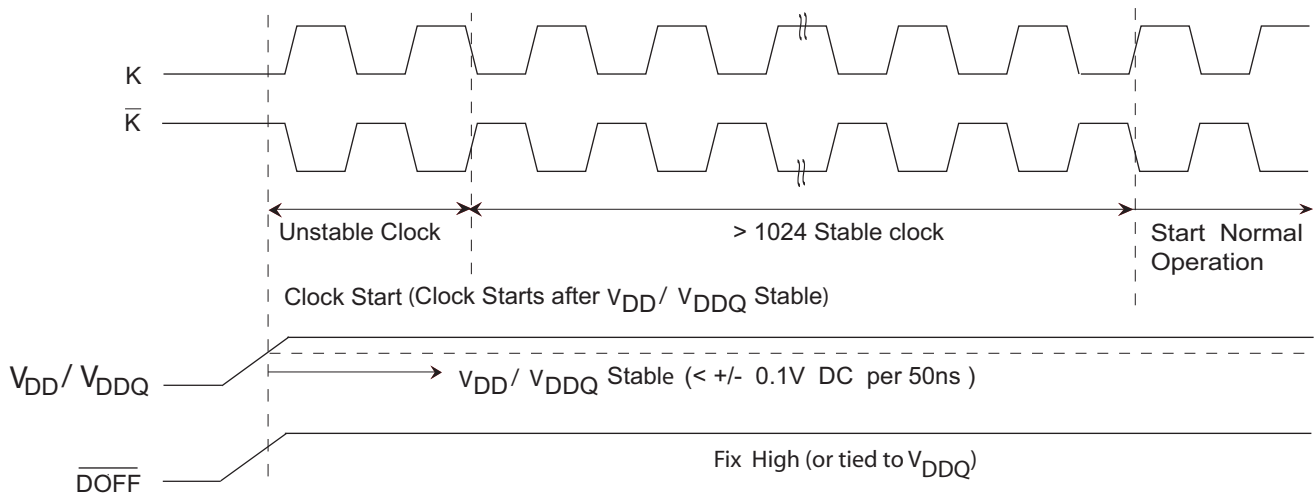 K
K̅
Unstable Clock
> 1024 Stable clock
Start Normal
Operation
Clock Start (Clock Starts after VDD/ VDDQ Stable)
VDD/ VDDQ
VDD/ VDDQ Stable (< +/- 0.1V DC per 50ns )
Fix High (or tied to VDDQ)
D̅O̅F̅F̅